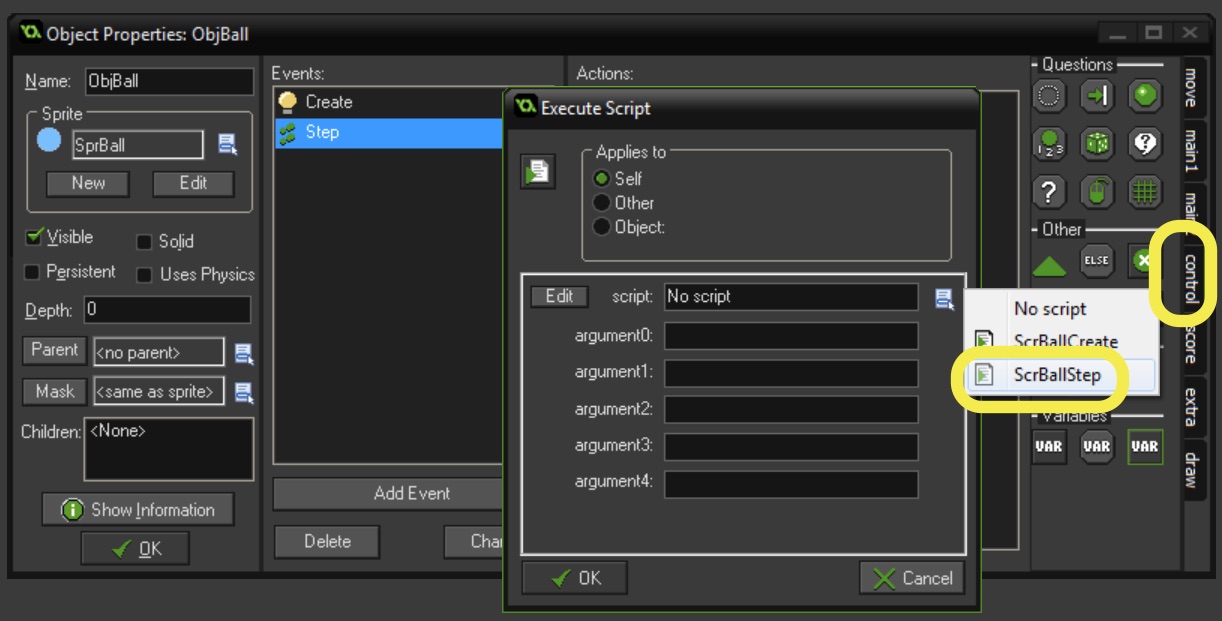 Object Properties: ObjBall
Name: ObjBall
Sprite
SprBall
New Edit
Visible Solid
Persistent Uses Physics
Depth: 0
Parent <no parent>
Mask <same as sprite>
Children: <None>
Show Information
OK
Events:
Create
Step
Add Event
Delete
Actions:
Execute Script
Applies to
Self
Other
Object:
Edit script: No script
argument0:
argument1:
argument2:
argument3:
argument4:
OK Cancel
No script
ScrBallCreate
ScrBallStep
Questions
1 2 3
?
?
Other
ELSE
Variables
VAR VAR VAR
move
main1
control
score
extra
draw